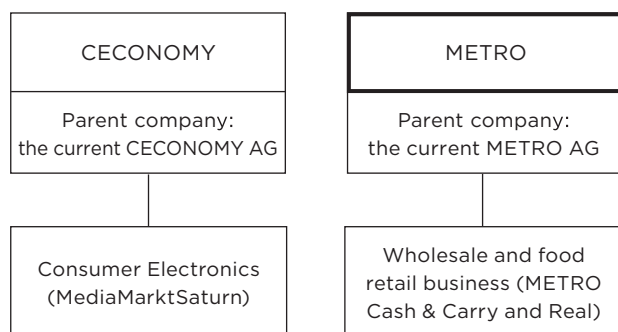 CECONOMY
Parent company:
the current CECONOMY AG
Consumer Electronics
(MediaMarktSaturn)
METRO
Parent company:
the current METRO AG
Wholesale and food
retail business (METRO
Cash & Carry and Real)